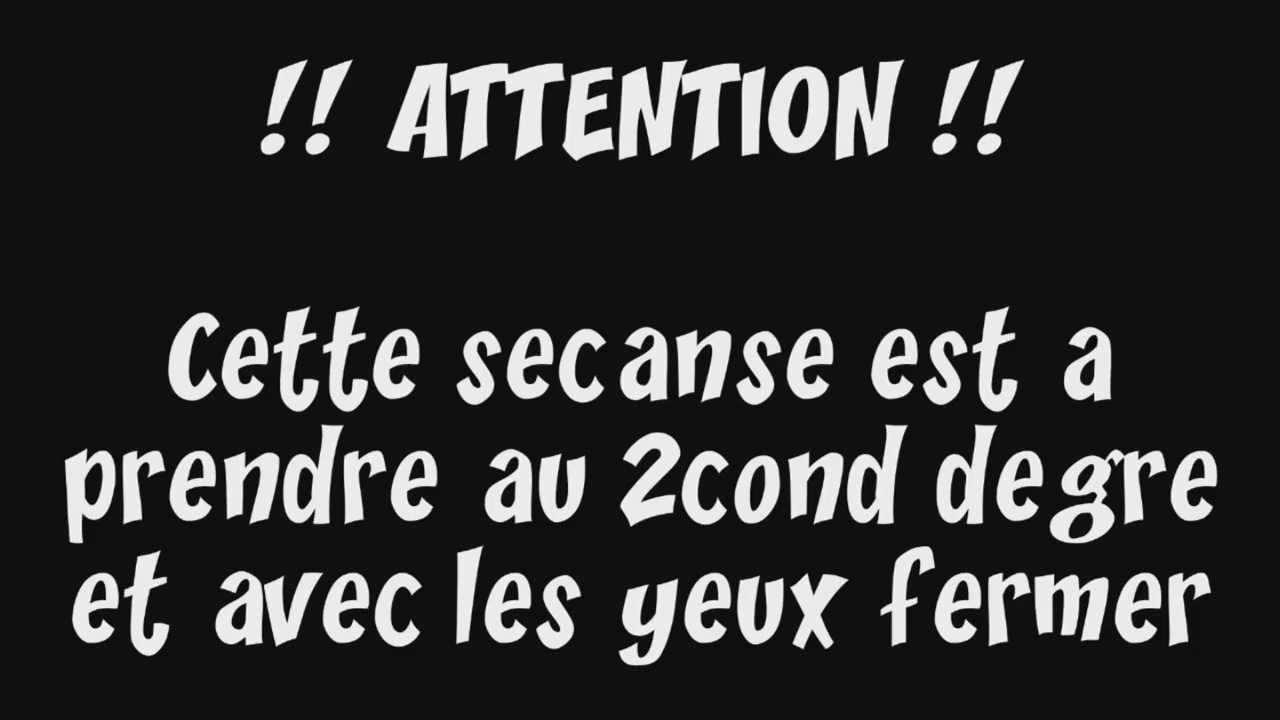 !! ATTENTION !!
Cette secanse est a
prendre au 2cond degre
et avec les yeux fermer